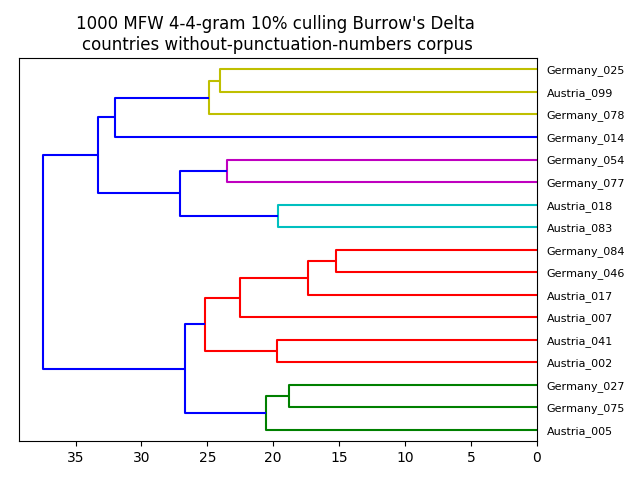 1000 MFW 4-4-gram 10% culling Burrow's Delta
countries without-punctuation-numbers corpus
Germany_025
Austria_099
Germany_078
Germany_014
Germany_054
Germany_077
Austria_018
Austria_083
Germany_084
Germany_046
Austria_017
Austria_007
Austria_041
Austria_002
Germany_027
Germany_075
Austria_005
35 30 25 20 15 10 5 0